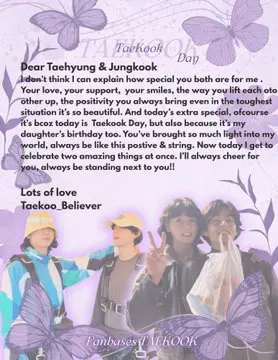 TAEKOOK
TaeKook
Day
Dear Taehyung & Jungkook
I don't think I can explain how special you both are for me .
Your love, your support, your smiles, the way you lift each oto
other up, the positivity you always bring even in the toughest
situation it's so beautiful. And today's extra special, ofcourse
it's bcoz today is Taekook Day, but also because it's my
daughter's birthday too. You've brought so much light into my
world, always be like this postive & string. Now today I get to
celebrate two amazing things at once. I'll always cheer for
you, always be standing next to you!!
Lots of love
Taekoo_Believer
Fanbases TAEKOOK